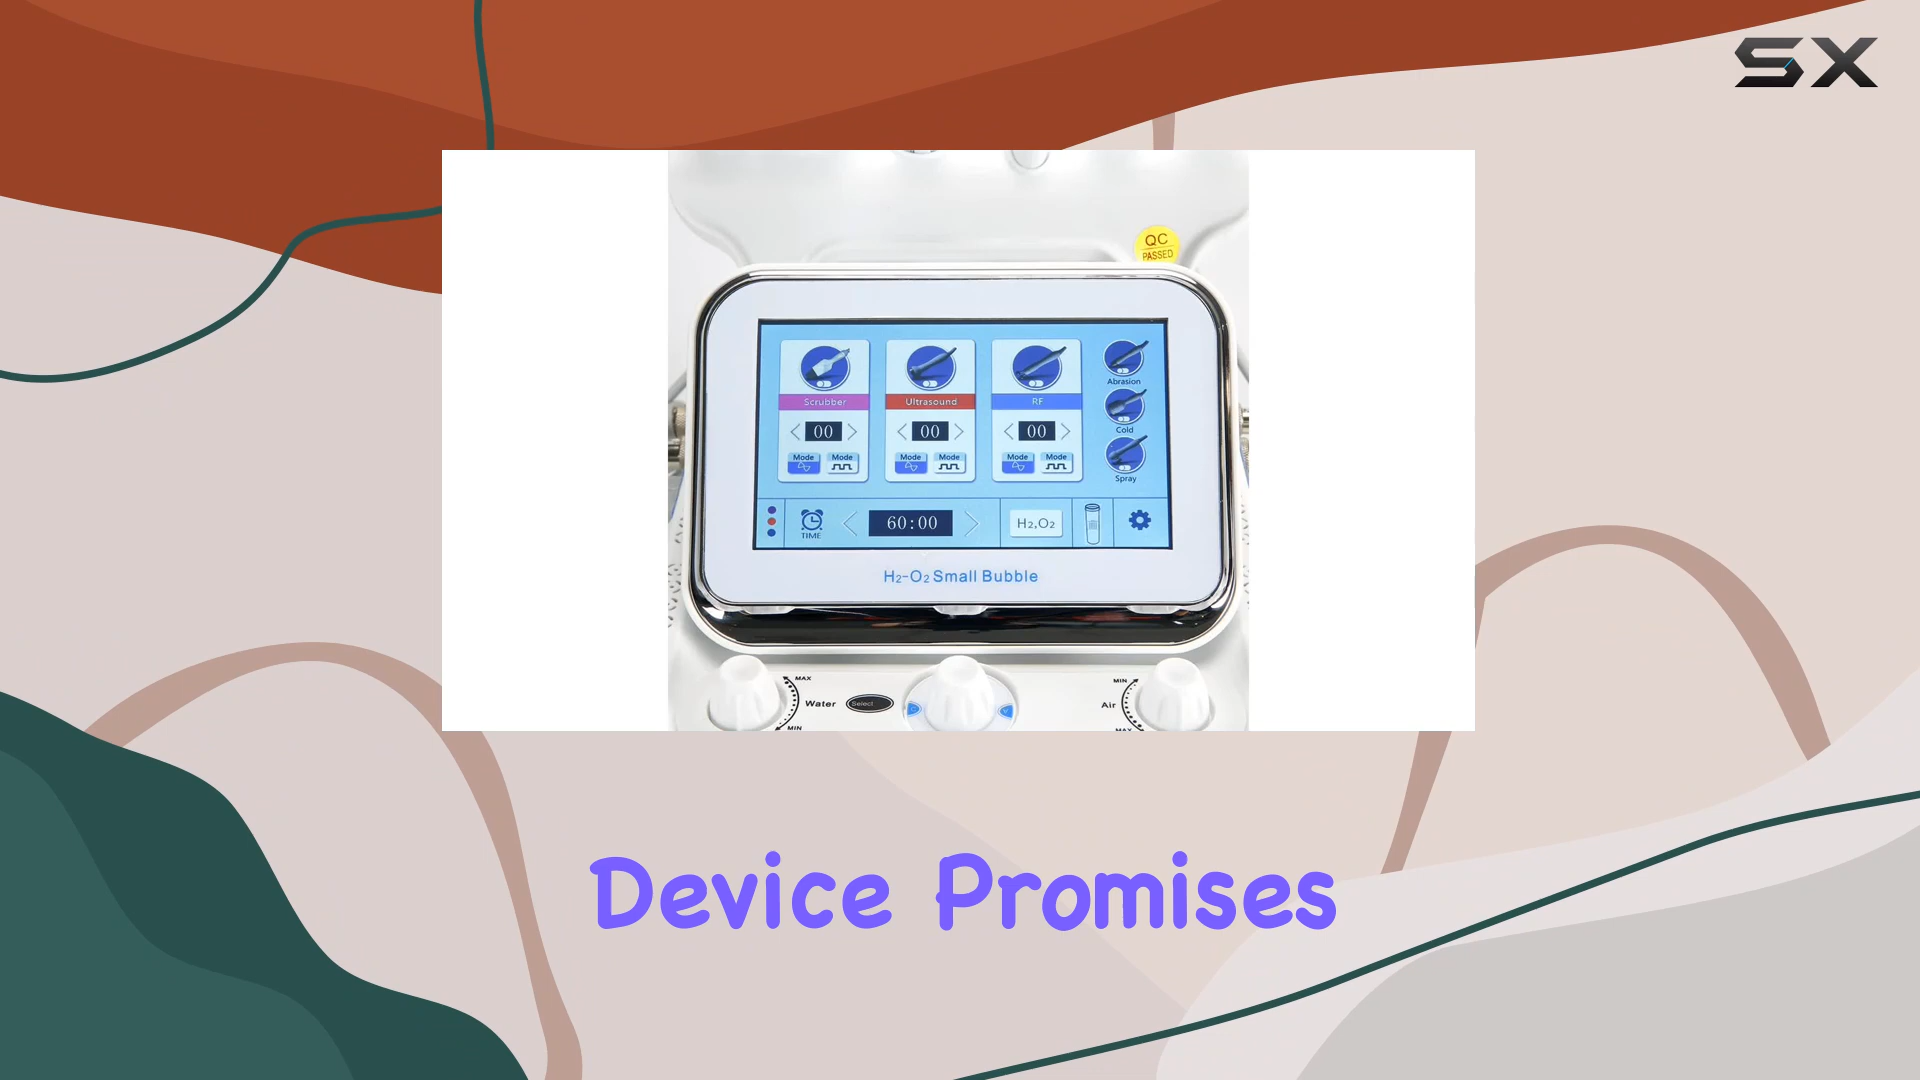 SX
QC
PASSED
Scrubber
Ultrasound
RF
Abrasion
00
00
00
Cold
Mode
Mode
Mode
Mode
Mode
Mode
Spray
TIME
60:00
H2,O2
H2-O2 Small Bubble
MAX
Water
MIN
Select
MIN
Air
MAX
Device Promises